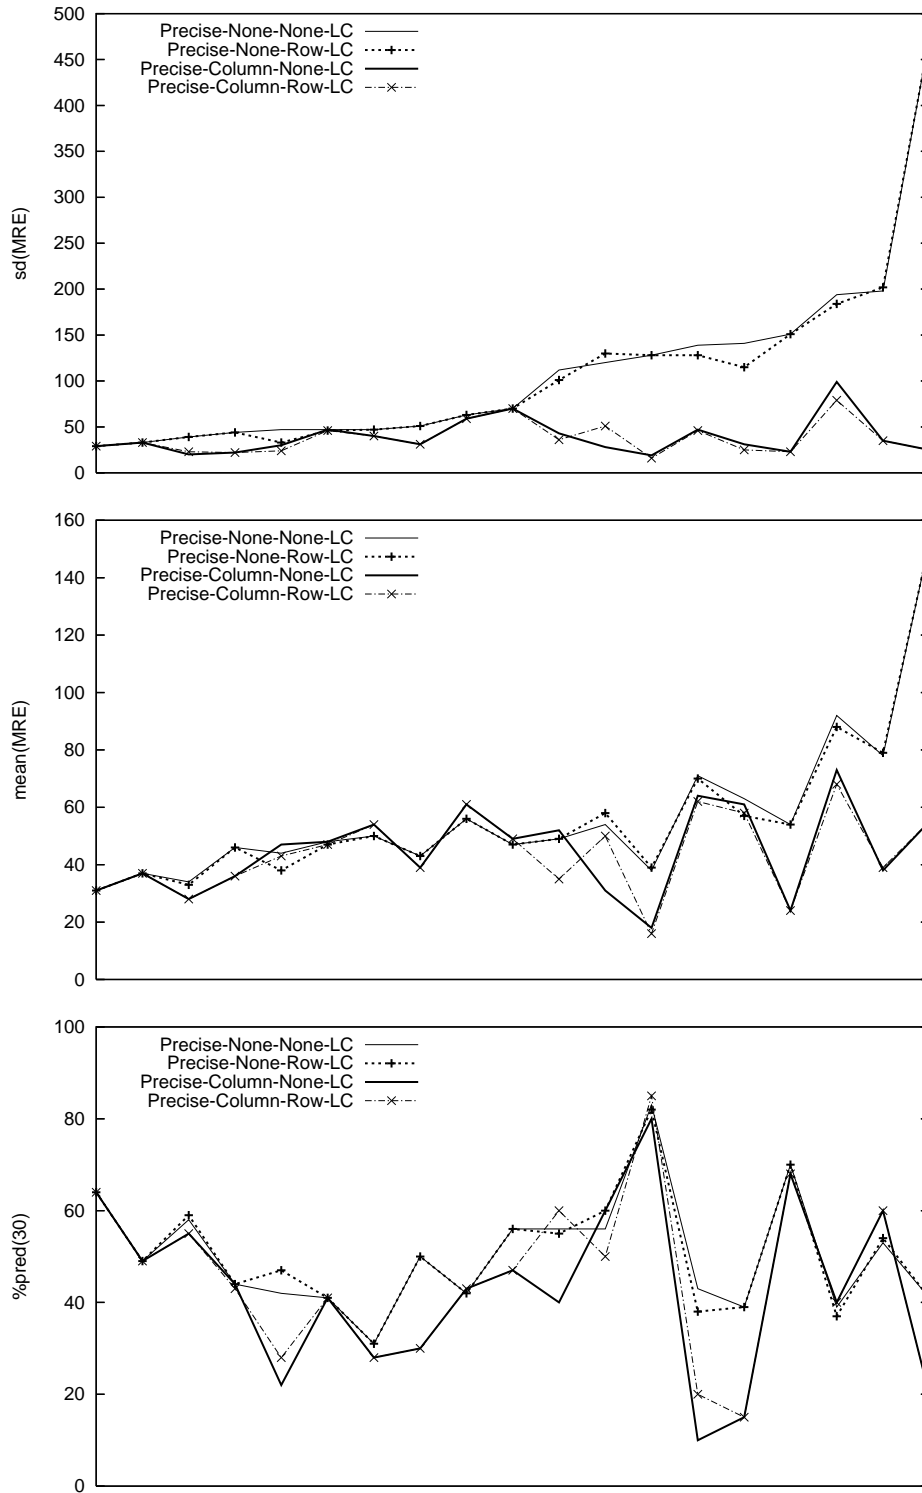 500
450
400
350
300
250
200
150
100
50
0
sd(MRE)
Precise-None-None-LC
Precise-None-Row-LC
Precise-Column-None-LC
Precise-Column-Row-LC
160
140
120
100
80
60
40
20
0
mean(MRE)
Precise-None-None-LC
Precise-None-Row-LC
Precise-Column-None-LC
Precise-Column-Row-LC
100
80
60
40
20
0
%pred(30)
Precise-None-None-LC
Precise-None-Row-LC
Precise-Column-None-LC
Precise-Column-Row-LC